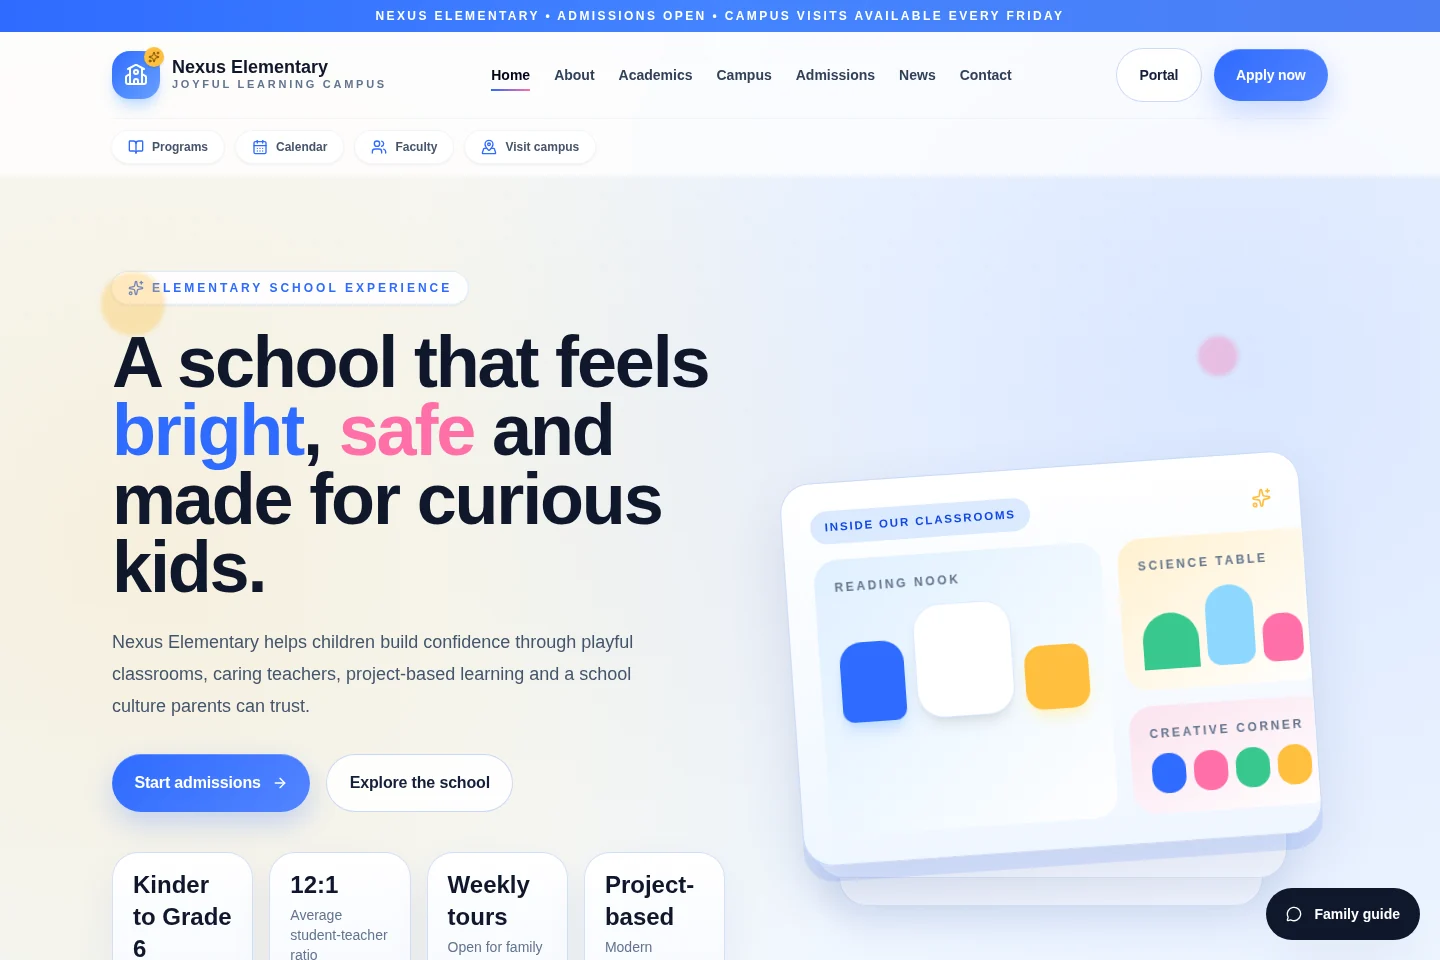 NEXUS ELEMENTARY • ADMISSIONS OPEN • CAMPUS VISITS AVAILABLE EVERY FRIDAY
Nexus Elementary
JOYFUL LEARNING CAMPUS
Home
About
Academics
Campus
Admissions
News
Contact
Portal
Apply now
Programs
Calendar
Faculty
Visit campus
ELEMENTARY SCHOOL EXPERIENCE
A school that feels
bright, safe and
made for curious
kids.
Nexus Elementary helps children build confidence through playful
classrooms, caring teachers, project-based learning and a school
culture parents can trust.
Start admissions
Explore the school
Kinder
to Grade
6
12:1
Average
student-teacher
ratio
Weekly
tours
Open for family
Project-
based
Modern
INSIDE OUR CLASSROOMS
READING NOOK
SCIENCE TABLE
CREATIVE CORNER
Family guide